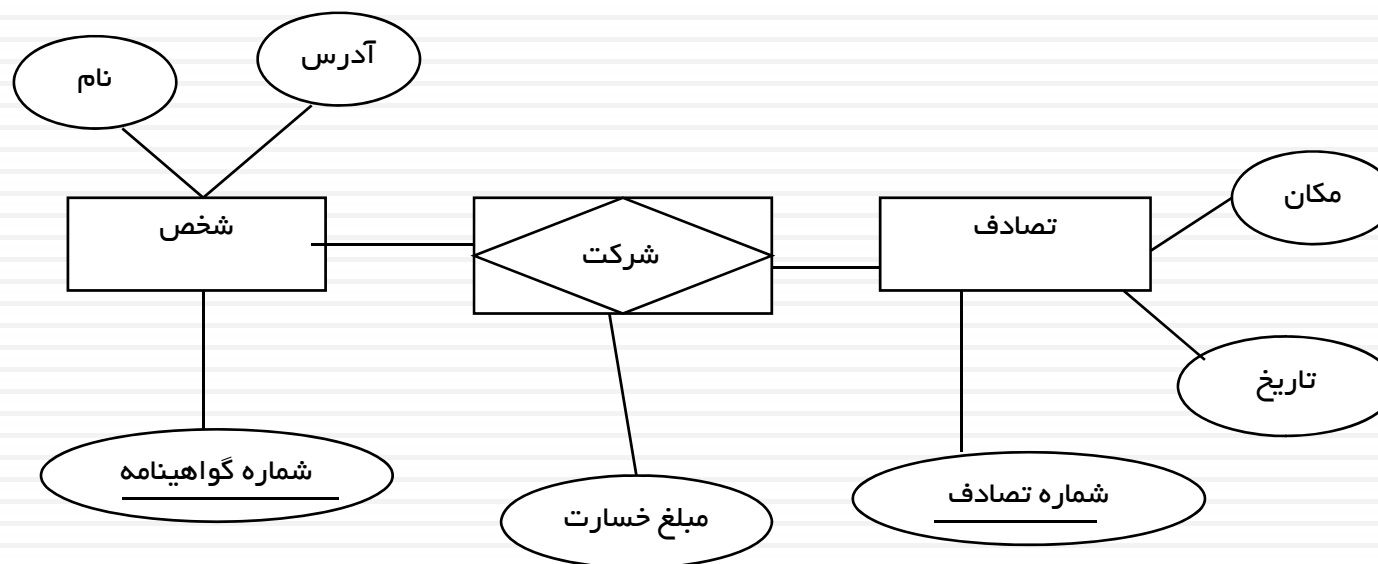 آدرس
نام
مکان
شخص
شرکت
تصادف
تاریخ
شماره گواهینامه
مبلغ خسارت
شماره تصادف